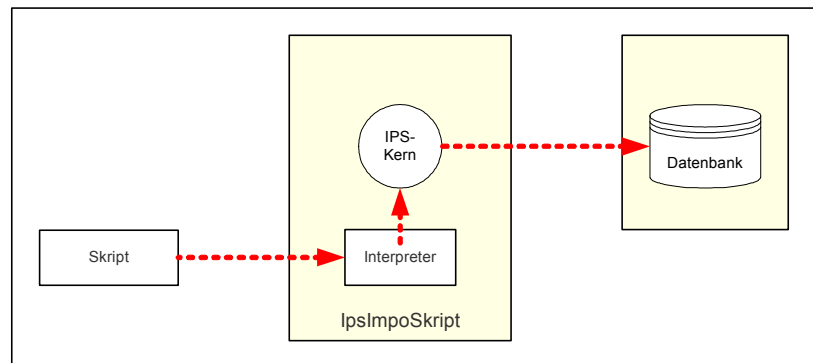 IPS-
Kern
Datenbank
Skript
Interpreter
IpsImpoSkript